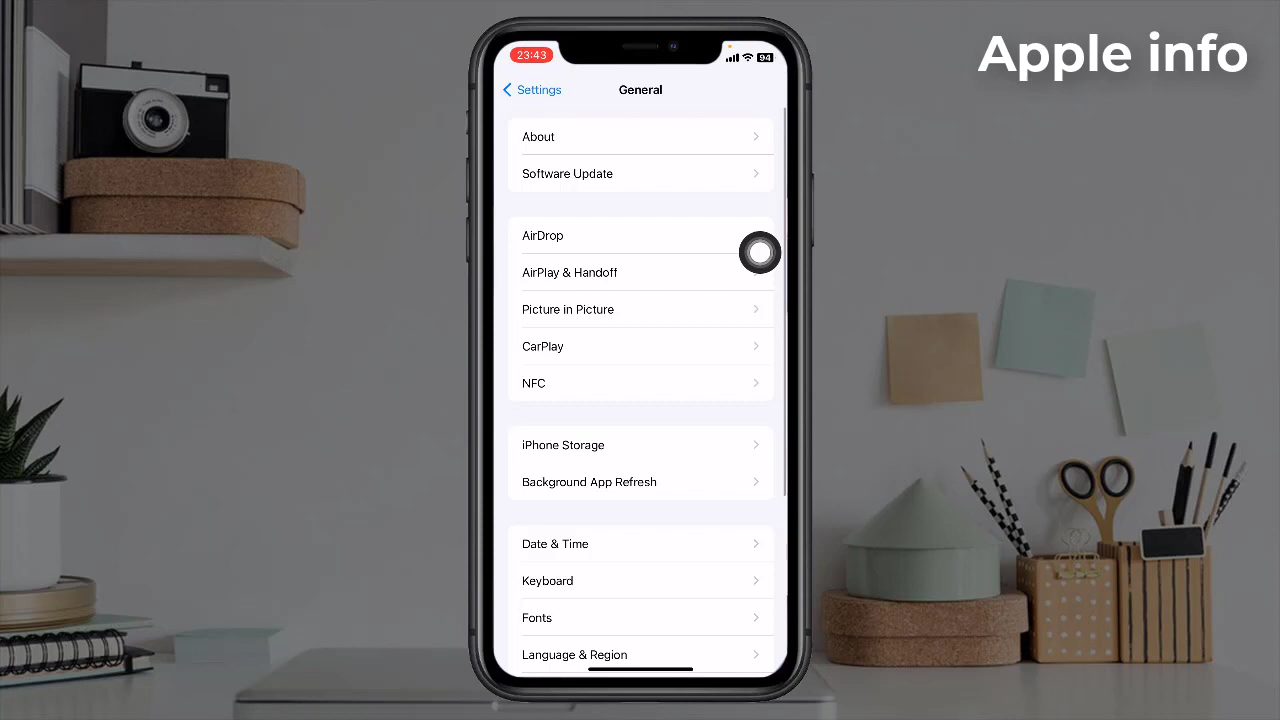 Apple info
23:43
94
Settings
General
About
Software Update
AirDrop
AirPlay & Handoff
Picture in Picture
CarPlay
NFC
iPhone Storage
Background App Refresh
Date & Time
Keyboard
Fonts
Language & Region